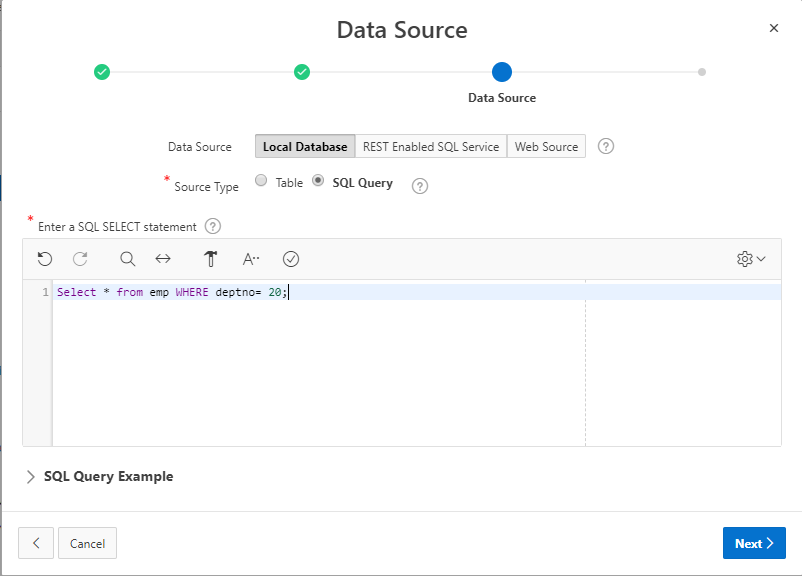 Data Source
Data Source
Data Source Local Database REST Enabled SQL Service Web Source ?
* Source Type Table SQL Query ?
* Enter a SQL SELECT statement ?
A··
1 Select * from emp WHERE deptno= 20;
SQL Query Example
Cancel Next